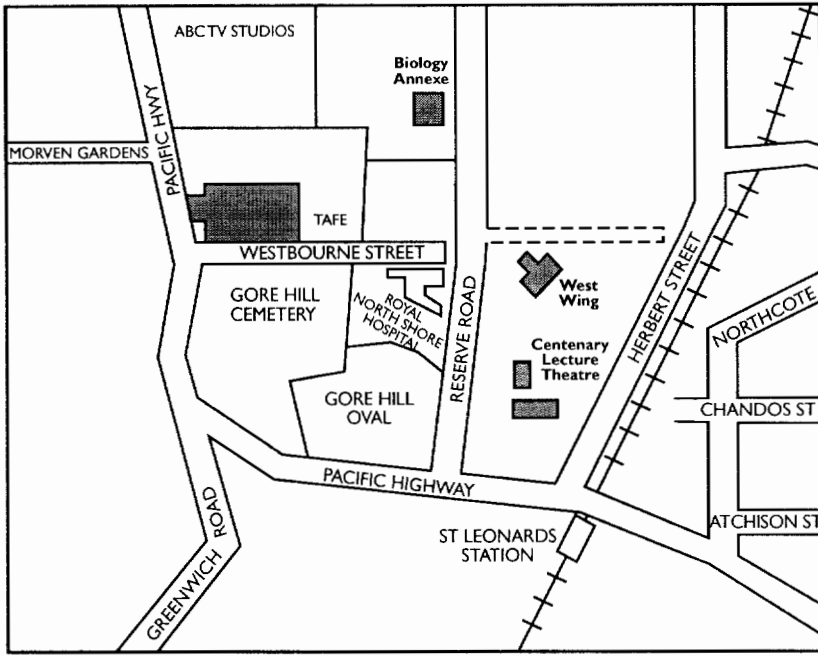 ABC TV STUDIOS
Biology
Annexe
PACIFIC HWY
MORVEN GARDENS
TAFE
WESTBOURNE STREET
GORE HILL
CEMETERY
ROYAL
NORTH SHORE
HOSPITAL
RESERVE ROAD
West
Wing
HERBERT STREET
NORTHCOTE
Centenary
Lecture
Theatre
GORE HILL
OVAL
CHANDOS ST
PACIFIC HIGHWAY
GREENWICH ROAD
ST LEONARDS
STATION
ATCHISON ST